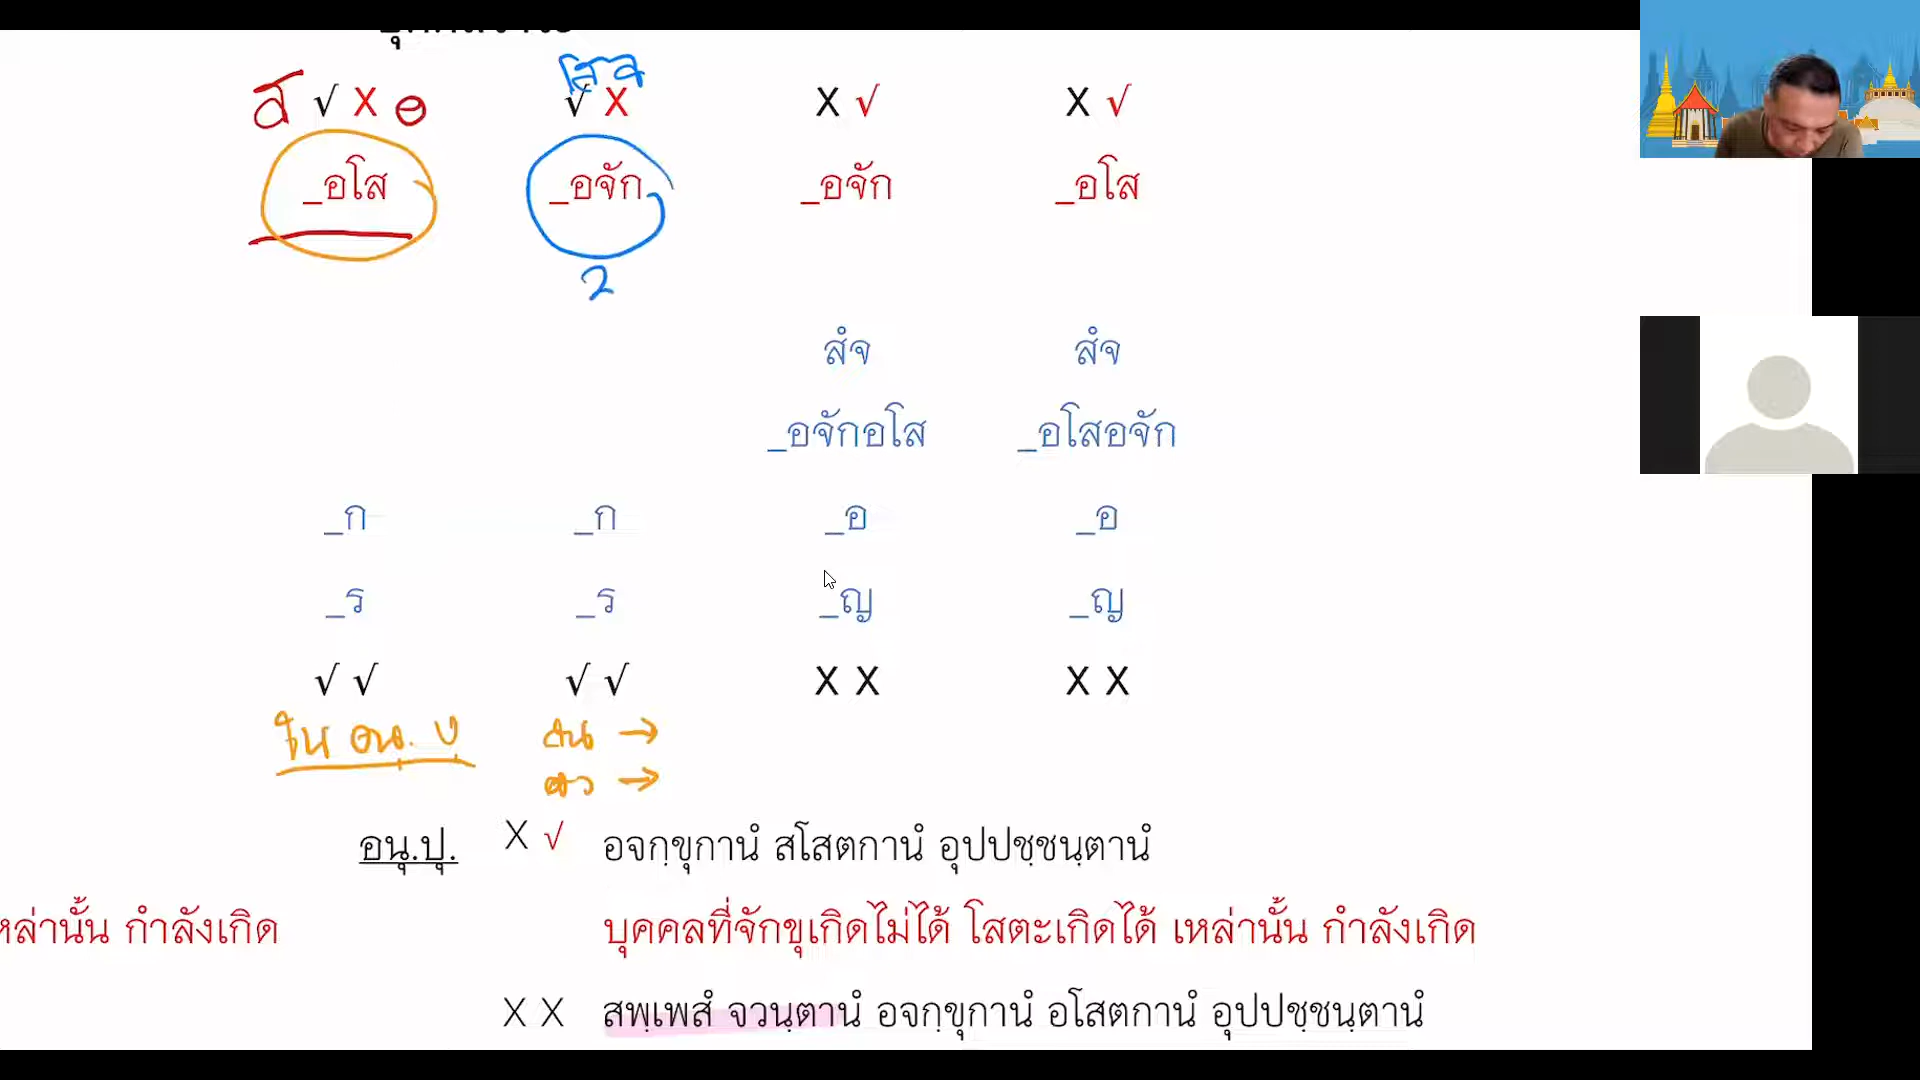 ส √ X อ √ X X √ X √
_อโส _อจัก _อจัก _อโส
2
สํจ สํจ
_อจักอโส _อโสอจัก
_ก _ก _อ _อ
_ร _ร _ญ _ญ
√ √ √ √ X X X X
ใน อนุ. ปุ
อนุ.ปุ. X √ อจกฺขุกานํ สโสตกานํ อุปปชฺชนฺตานํ
หล่านั้น กำลังเกิด บุคคลที่จักขุเกิดไม่ได้ โสตะเกิดได้ เหล่านั้น กำลังเกิด
X X สพฺเพสํ จวนฺตานํ อจกฺขุกานํ อโสตกานํ อุปปชฺชนฺตานํ